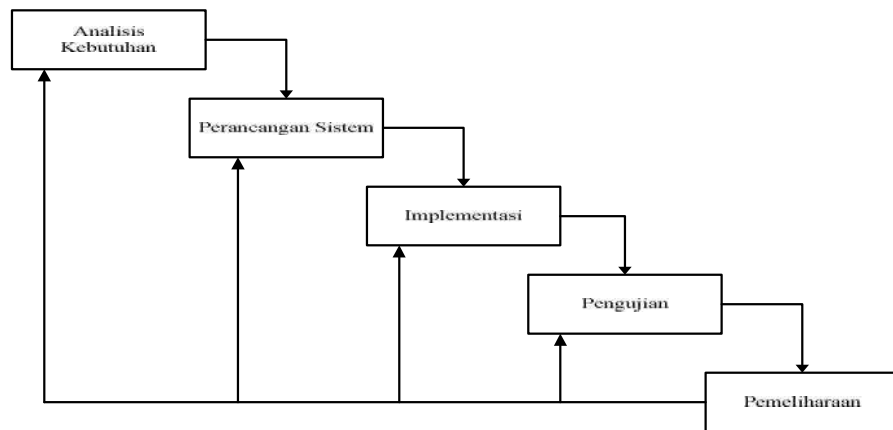 Analisis
Kebutuhan
Perancangan Sistem
Implementasi
Pengujian
Pemeliharaan